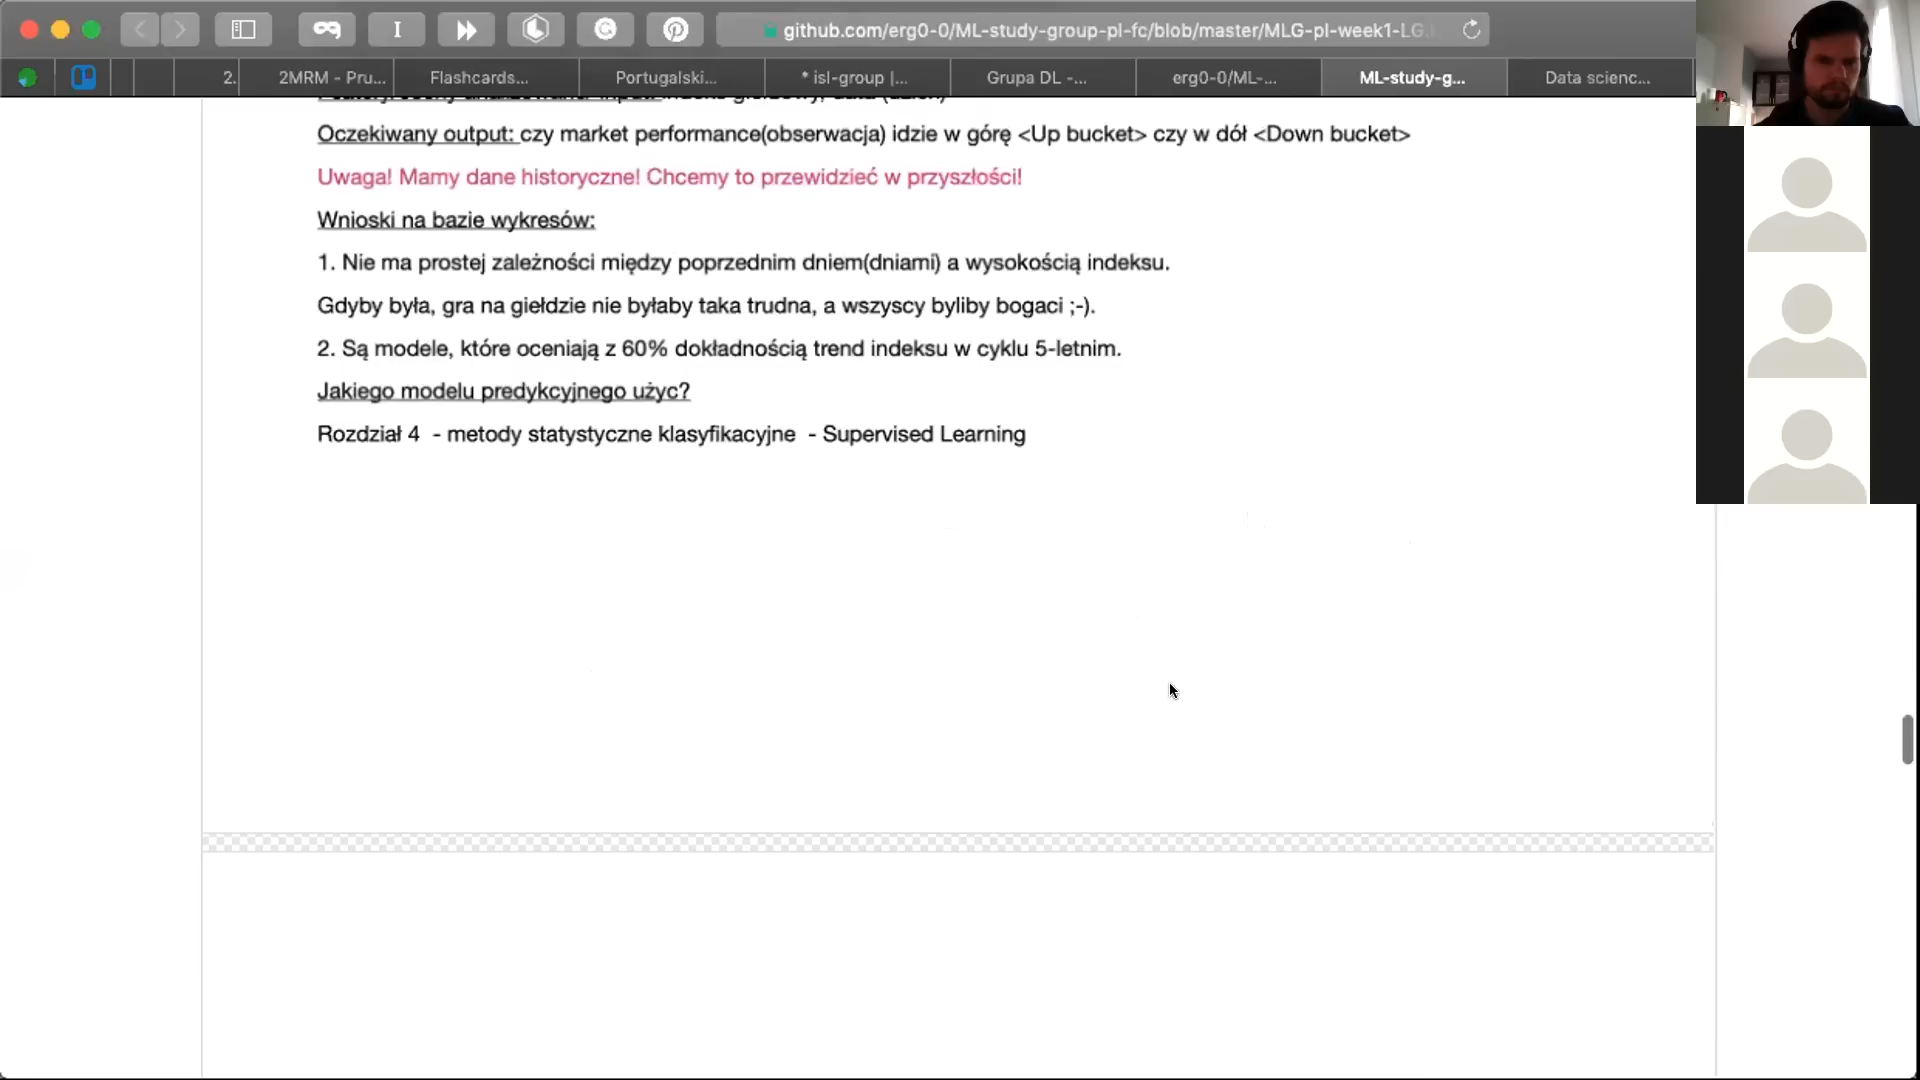 github.com/erg0-0/ML-study-group-pl-fc/blob/master/MLG-pl-week1-LG.
2.
2MRM - Pru...
Flashcards...
Portugalski...
* isl-group |...
Grupa DL -...
erg0-0/ML-...
ML-study-g...
Data scienc...
Oczekiwany output: czy market performance(obserwacja) idzie w górę <Up bucket> czy w dół <Down bucket>
Uwaga! Mamy dane historyczne! Chcemy to przewidzieć w przyszłości!
Wnioski na bazie wykresów:
1. Nie ma prostej zależności między poprzednim dniem(dniami) a wysokością indeksu.
Gdyby była, gra na giełdzie nie byłaby taka trudna, a wszyscy byliby bogaci ;-).
2. Są modele, które oceniają z 60% dokładnością trend indeksu w cyklu 5-letnim.
Jakiego modelu predykcyjnego użyc?
Rozdział 4 - metody statystyczne klasyfikacyjne - Supervised Learning